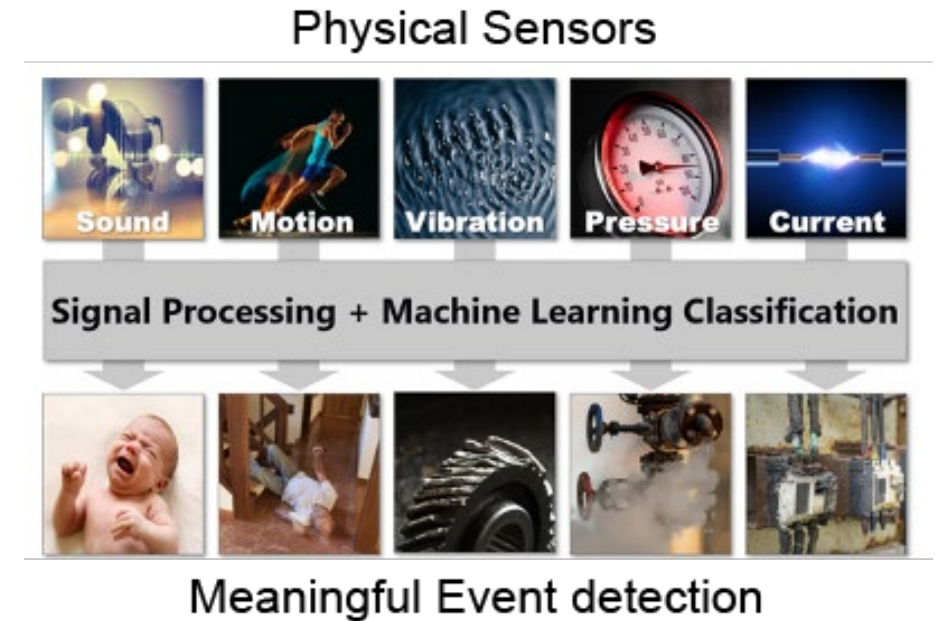 Physical Sensors
Sound
Motion
Vibration
Pressure
Current
Signal Processing + Machine Learning Classification
Meaningful Event detection